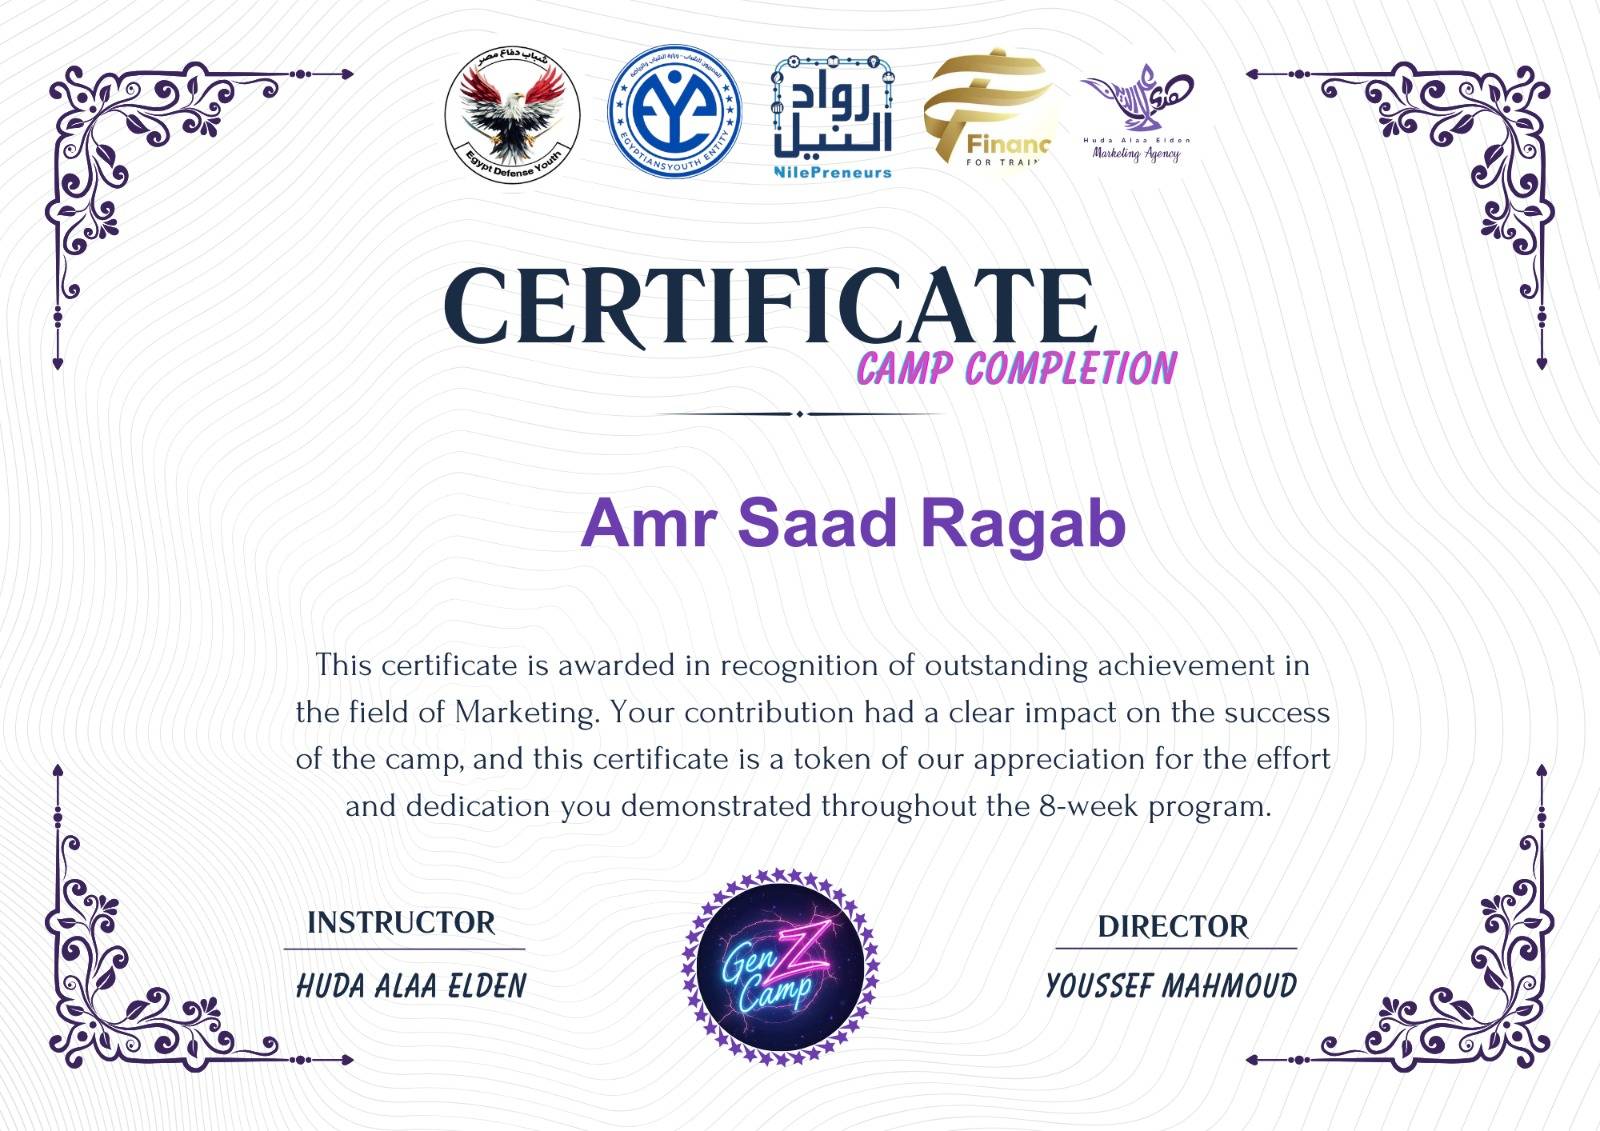 شباب دفاع مصر
Egypt Defense Youth
EGYPTIANSYOUTH ENTITY
رواد
النيل
NilePreneurs
Financ
FOR TRAIN
Huda Alaa Elden
Marketing Agency
CERTIFICATE
CAMP COMPLETION
Amr Saad Ragab
This certificate is awarded in recognition of outstanding achievement in
the field of Marketing. Your contribution had a clear impact on the success
of the camp, and this certificate is a token of our appreciation for the effort
and dedication you demonstrated throughout the 8-week program.
INSTRUCTOR
HUDA ALAA ELDEN
Gen Z
Camp
DIRECTOR
YOUSSEF MAHMOUD